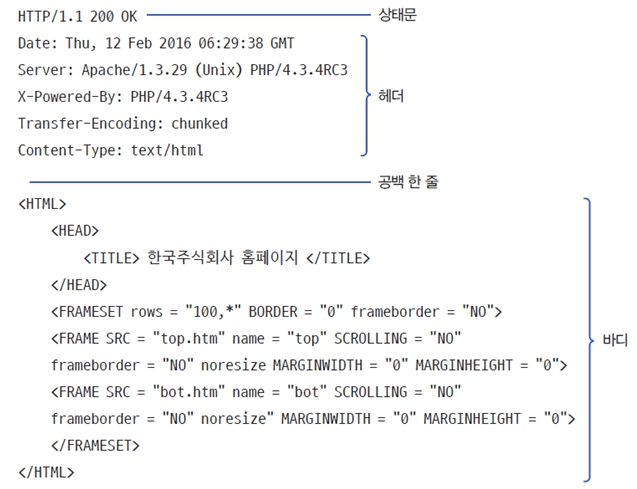 HTTP/1.1 200 OK 상태문
Date: Thu, 12 Feb 2016 06:29:38 GMT
Server: Apache/1.3.29 (Unix) PHP/4.3.4RC3
X-Powered-By: PHP/4.3.4RC3 헤더
Transfer-Encoding: chunked
Content-Type: text/html
공백 한 줄
<HTML>
<HEAD>
<TITLE> 한국주식회사 홈페이지 </TITLE>
</HEAD>
<FRAMESET rows = "100,*" BORDER = "0" frameborder = "NO">
<FRAME SRC = "top.htm" name = "top" SCROLLING = "NO" 바디
frameborder = "NO" noresize MARGINWIDTH = "0" MARGINHEIGHT = "0">
<FRAME SRC = "bot.htm" name = "bot" SCROLLING = "NO"
frameborder = "NO" noresize" MARGINWIDTH = "0" MARGINHEIGHT = "0">
</FRAMESET>
</HTML>